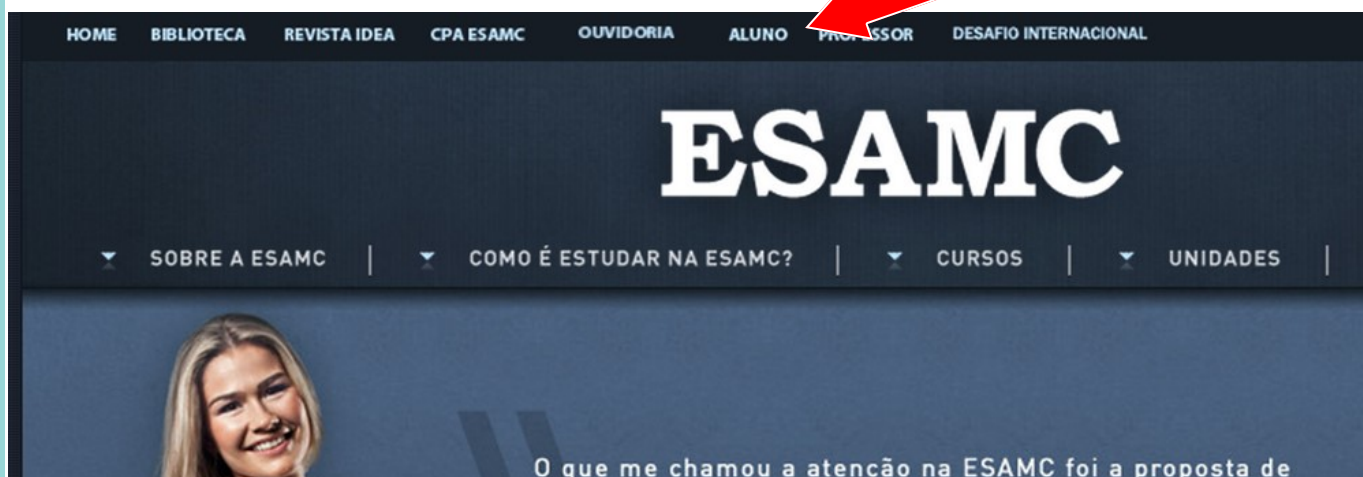 HOME BIBLIOTECA REVISTA IDEA CPA ESAMC OUVIDORIA ALUNO PROFESSOR DESAFIO INTERNACIONAL
ESAMC
SOBRE A ESAMC | COMO É ESTUDAR NA ESAMC? | CURSOS | UNIDADES |
O que me chamou a atenção na ESAMC foi a proposta de